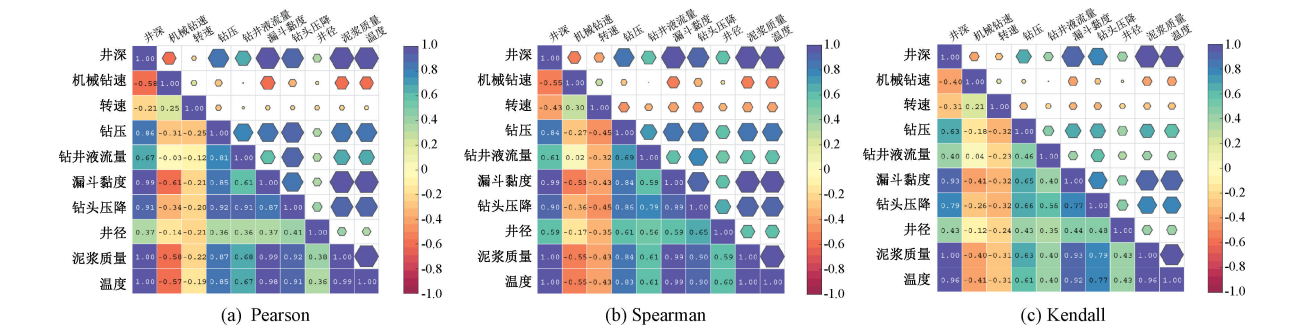 井深 机械钻速 转速 钻压 钻井液流量 漏斗黏度 钻头压降 井径 泥浆质量 温度
井深 1.00
机械钻速 -0.58 1.00
转速 -0.21 0.25 1.00
钻压 0.86 -0.31 -0.25 1.00
钻井液流量 0.67 -0.03 -0.12 0.81 1.00
漏斗黏度 0.99 -0.61 -0.21 0.85 0.61 1.00
钻头压降 0.91 -0.34 -0.20 0.92 0.91 0.87 1.00
井径 0.37 -0.14 -0.21 0.36 0.36 0.37 0.41 1.00
泥浆质量 1.00 -0.58 -0.22 0.87 0.68 0.99 0.92 0.38 1.00
温度 1.00 -0.57 -0.19 0.85 0.67 0.98 0.91 0.36 0.99 1.00
1.0
0.8
0.6
0.4
0.2
0
-0.2
-0.4
-0.6
-0.8
-1.0
(a) Pearson
井深 机械钻速 转速 钻压 钻井液流量 漏斗黏度 钻头压降 井径 泥浆质量 温度
井深 1.00
机械钻速 -0.55 1.00
转速 -0.43 0.30 1.00
钻压 0.84 -0.27 -0.45 1.00
钻井液流量 0.61 0.02 -0.32 0.69 1.00
漏斗黏度 0.99 -0.53 -0.43 0.84 0.59 1.00
钻头压降 0.90 -0.36 -0.45 0.86 0.79 0.89 1.00
井径 0.59 -0.17 -0.35 0.61 0.56 0.59 0.65 1.00
泥浆质量 1.00 -0.55 -0.43 0.84 0.61 0.99 0.91 0.59 1.00
温度 1.00 -0.55 -0.43 0.83 0.61 0.99 0.90 0.60 1.00 1.00
1.0
0.8
0.6
0.4
0.2
0
-0.2
-0.4
-0.6
-0.8
-1.0
(b) Spearman
井深 机械钻速 转速 钻压 钻井液流量 漏斗黏度 钻头压降 井径 泥浆质量 温度
井深 1.00
机械钻速 -0.40 1.00
转速 -0.31 0.21 1.00
钻压 0.63 -0.18 -0.32 1.00
钻井液流量 0.40 0.04 -0.23 0.46 1.00
漏斗黏度 0.93 -0.41 -0.32 0.65 0.40 1.00
钻头压降 0.79 -0.26 -0.32 0.66 0.56 0.77 1.00
井径 0.43 -0.12 -0.24 0.43 0.35 0.44 0.48 1.00
泥浆质量 1.00 -0.40 -0.31 0.63 0.40 0.93 0.79 0.43 1.00
温度 0.96 -0.41 -0.31 0.61 0.40 0.92 0.77 0.43 0.96 1.00
1.0
0.8
0.6
0.4
0.2
0
-0.2
-0.4
-0.6
-0.8
-1.0
(c) Kendall